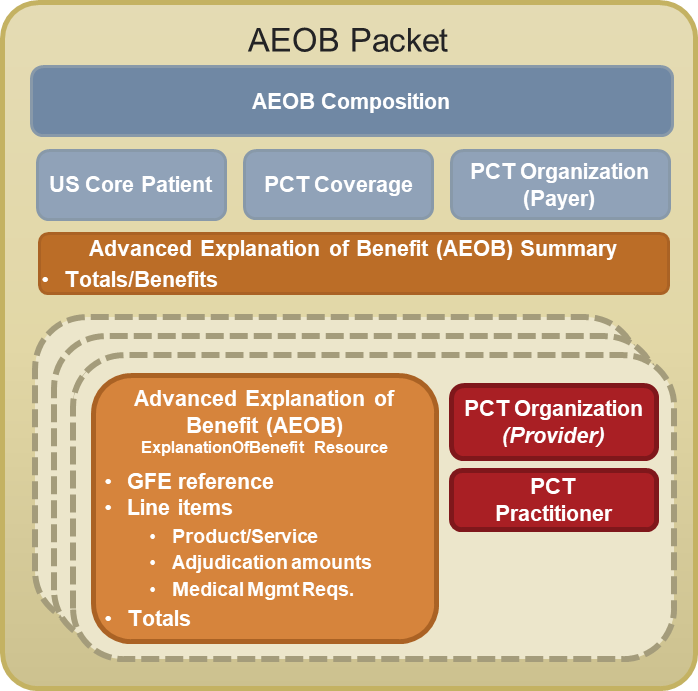 AEOB Packet
AEOB Composition
US Core Patient
PCT Coverage
PCT Organization
(Payer)
Advanced Explanation of Benefit (AEOB) Summary
• Totals/Benefits
Advanced Explanation of
Benefit (AEOB)
ExplanationOfBenefit Resource
• GFE reference
• Line items
• Product/Service
• Adjudication amounts
• Medical Mgmt Reqs.
• Totals
PCT Organization
(Provider)
PCT
Practitioner